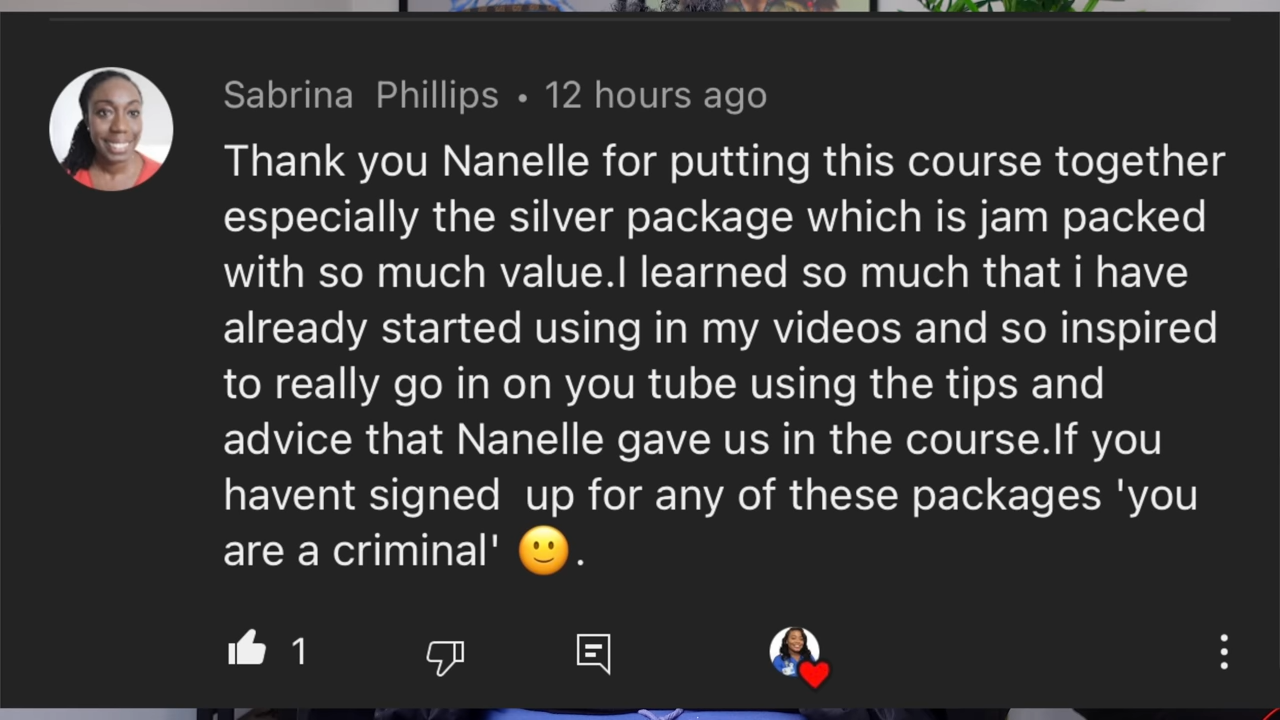 Sabrina  Phillips • 12 hours ago
Thank you Nanelle for putting this course together
especially the silver package which is jam packed
with so much value.I learned so much that i have
already started using in my videos and so inspired
to really go in on you tube using the tips and
advice that Nanelle gave us in the course.If you
havent signed  up for any of these packages 'you
are a criminal' 🙂.
1